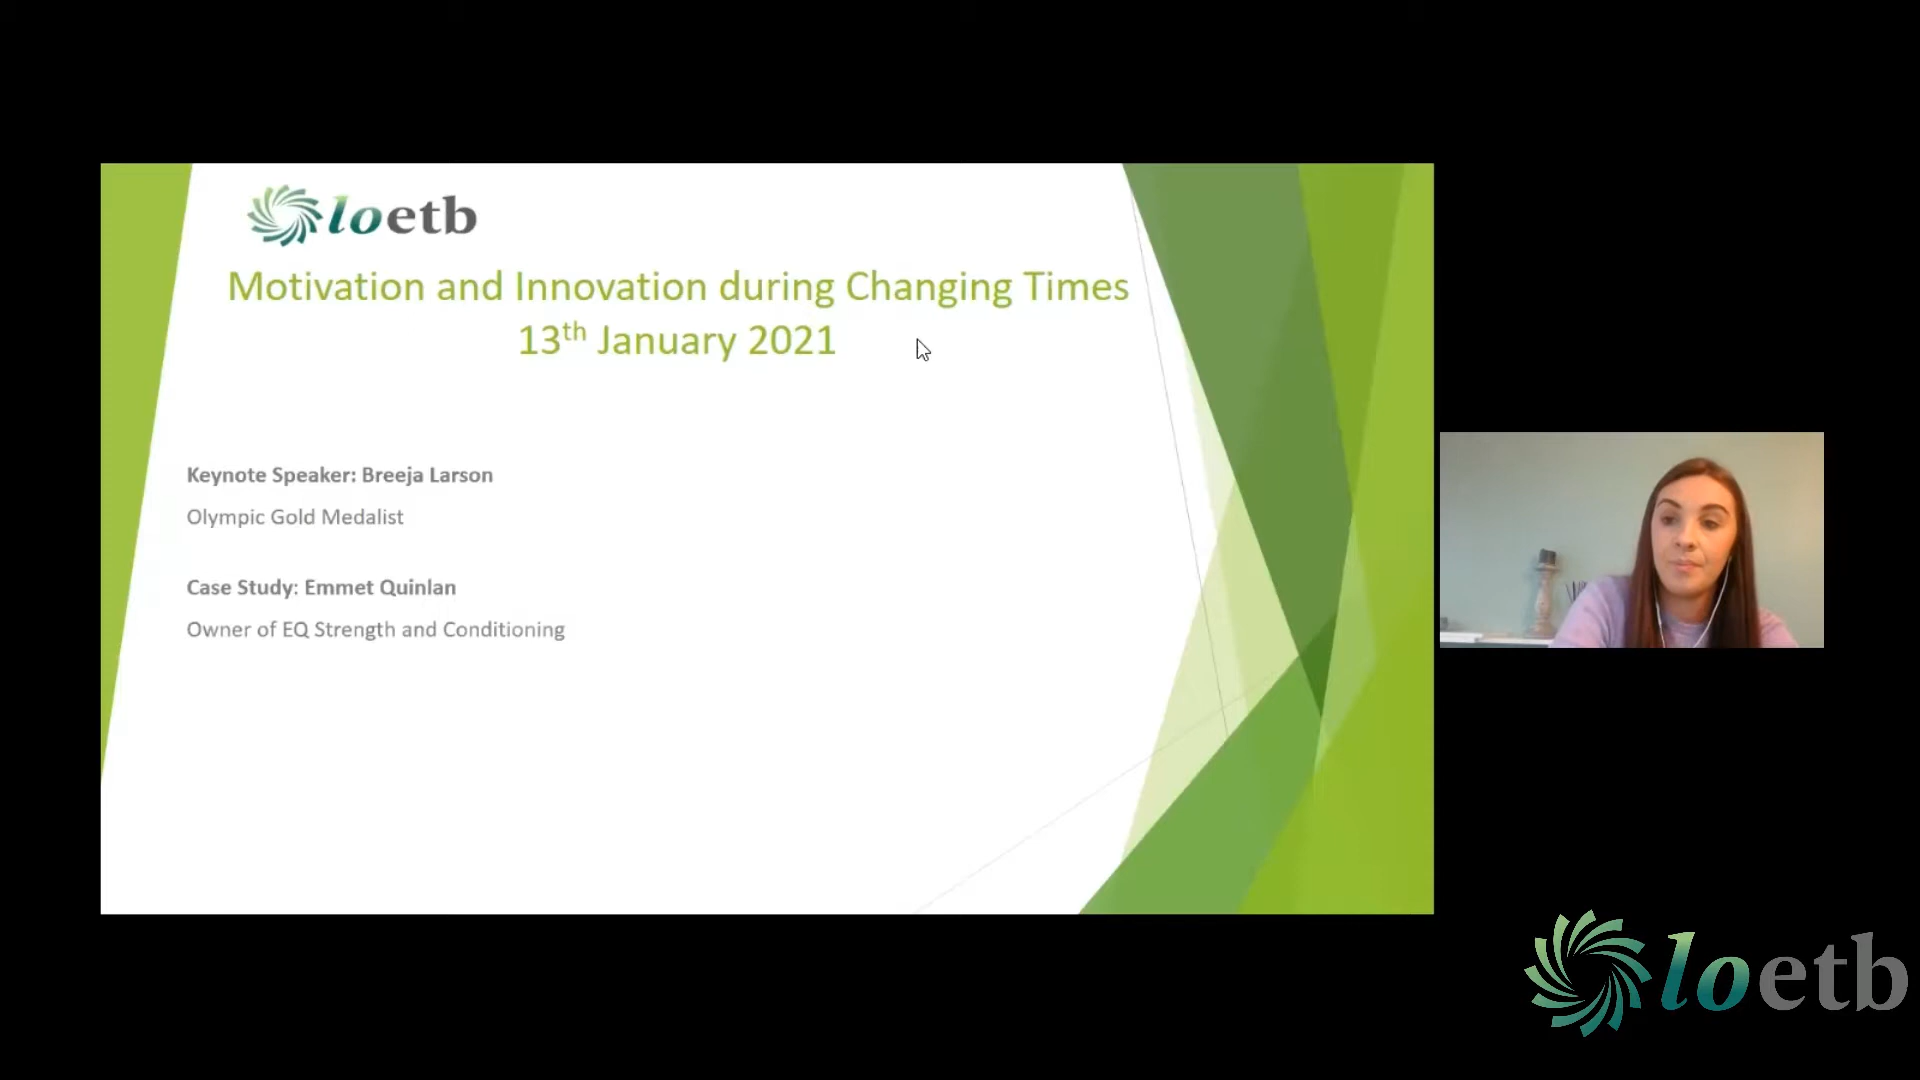 loetb
Motivation and Innovation during Changing Times
13th January 2021
Keynote Speaker: Breeja Larson
Olympic Gold Medalist
Case Study: Emmet Quinlan
Owner of EQ Strength and Conditioning
loetb